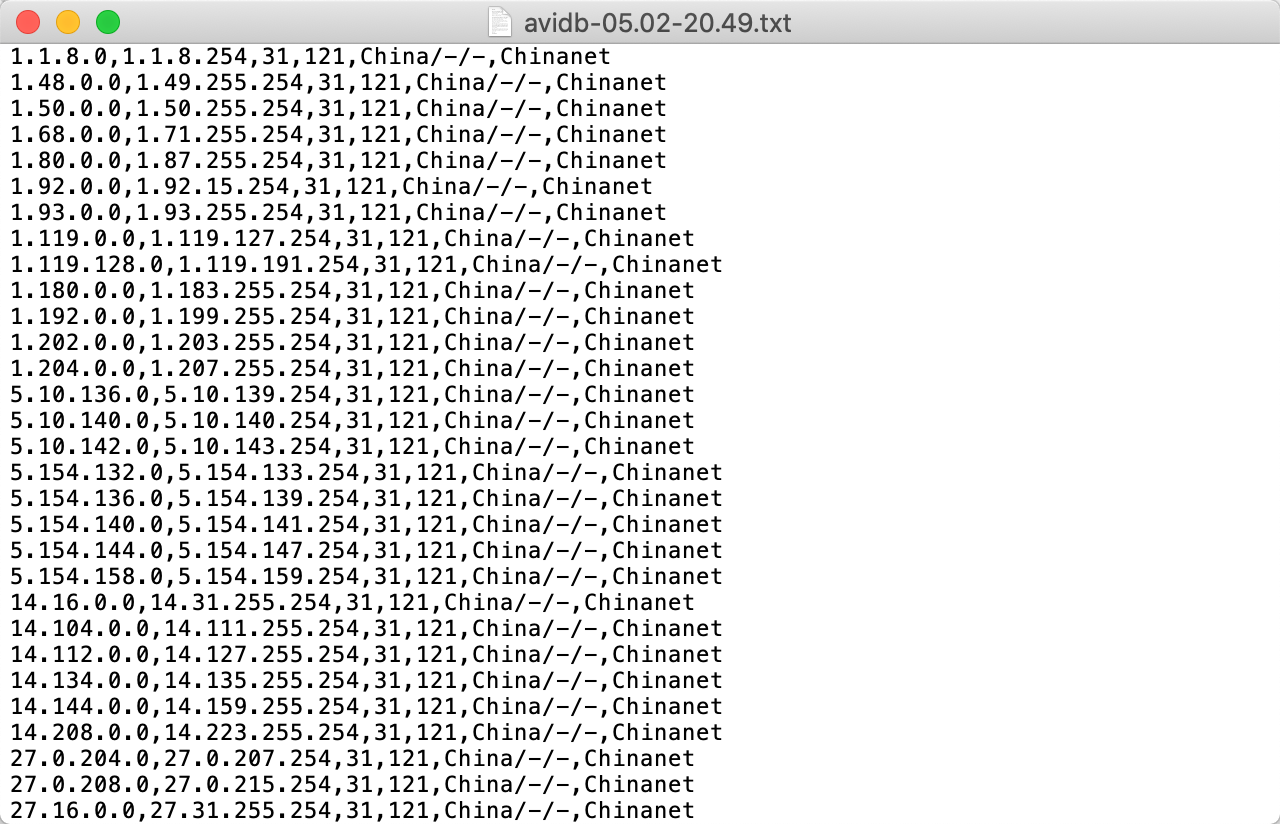 avidb-05.02-20.49.txt
1.1.8.0,1.1.8.254,31,121,China/-/-,Chinanet
1.48.0.0,1.49.255.254,31,121,China/-/-,Chinanet
1.50.0.0,1.50.255.254,31,121,China/-/-,Chinanet
1.68.0.0,1.71.255.254,31,121,China/-/-,Chinanet
1.80.0.0,1.87.255.254,31,121,China/-/-,Chinanet
1.92.0.0,1.92.15.254,31,121,China/-/-,Chinanet
1.93.0.0,1.93.255.254,31,121,China/-/-,Chinanet
1.119.0.0,1.119.127.254,31,121,China/-/-,Chinanet
1.119.128.0,1.119.191.254,31,121,China/-/-,Chinanet
1.180.0.0,1.183.255.254,31,121,China/-/-,Chinanet
1.192.0.0,1.199.255.254,31,121,China/-/-,Chinanet
1.202.0.0,1.203.255.254,31,121,China/-/-,Chinanet
1.204.0.0,1.207.255.254,31,121,China/-/-,Chinanet
5.10.136.0,5.10.139.254,31,121,China/-/-,Chinanet
5.10.140.0,5.10.140.254,31,121,China/-/-,Chinanet
5.10.142.0,5.10.143.254,31,121,China/-/-,Chinanet
5.154.132.0,5.154.133.254,31,121,China/-/-,Chinanet
5.154.136.0,5.154.139.254,31,121,China/-/-,Chinanet
5.154.140.0,5.154.141.254,31,121,China/-/-,Chinanet
5.154.144.0,5.154.147.254,31,121,China/-/-,Chinanet
5.154.158.0,5.154.159.254,31,121,China/-/-,Chinanet
14.16.0.0,14.31.255.254,31,121,China/-/-,Chinanet
14.104.0.0,14.111.255.254,31,121,China/-/-,Chinanet
14.112.0.0,14.127.255.254,31,121,China/-/-,Chinanet
14.134.0.0,14.135.255.254,31,121,China/-/-,Chinanet
14.144.0.0,14.159.255.254,31,121,China/-/-,Chinanet
14.208.0.0,14.223.255.254,31,121,China/-/-,Chinanet
27.0.204.0,27.0.207.254,31,121,China/-/-,Chinanet
27.0.208.0,27.0.215.254,31,121,China/-/-,Chinanet
27.16.0.0,27.31.255.254,31,121,China/-/-,Chinanet